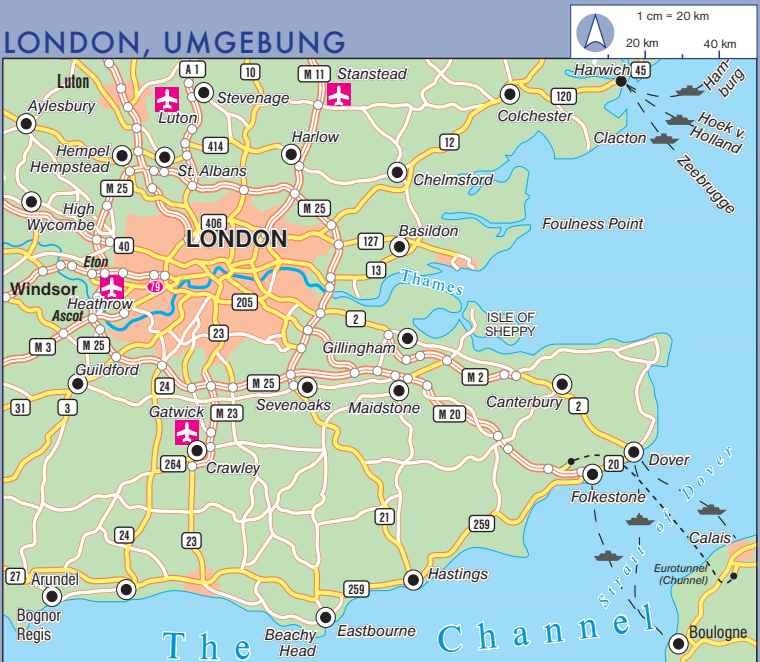 LONDON, UMGEBUNG
1 cm = 20 km
20 km
40 km
Luton
A 1
10
M 11
Stanstead
Harwich
45
Ham-
burg
Aylesbury
Luton
Stevenage
Colchester
120
Hoek v.
Holland
Clacton
Zeebrugge
Hempel
Hempstead
414
Harlow
12
St. Albans
M 25
Chelmsford
High
Wycombe
406
M 25
LONDON
40
127
Basildon
Foulness Point
Eton
13
Windsor
Heathrow
79
Thames
Ascot
205
2
ISLE OF
SHEPPY
M 3
M 25
23
Gillingham
Guildford
24
M 25
M 2
31
3
Gatwick
M 23
Sevenoaks
Maidstone
M 20
Canterbury
2
264
Crawley
20
Dover
Folkestone
Strait of Dover
21
259
24
23
Calais
27
Arundel
259
Hastings
Eurotunnel
(Channel)
Bognor
Regis
Beachy
Head
Eastbourne
The Channel
Boulogne